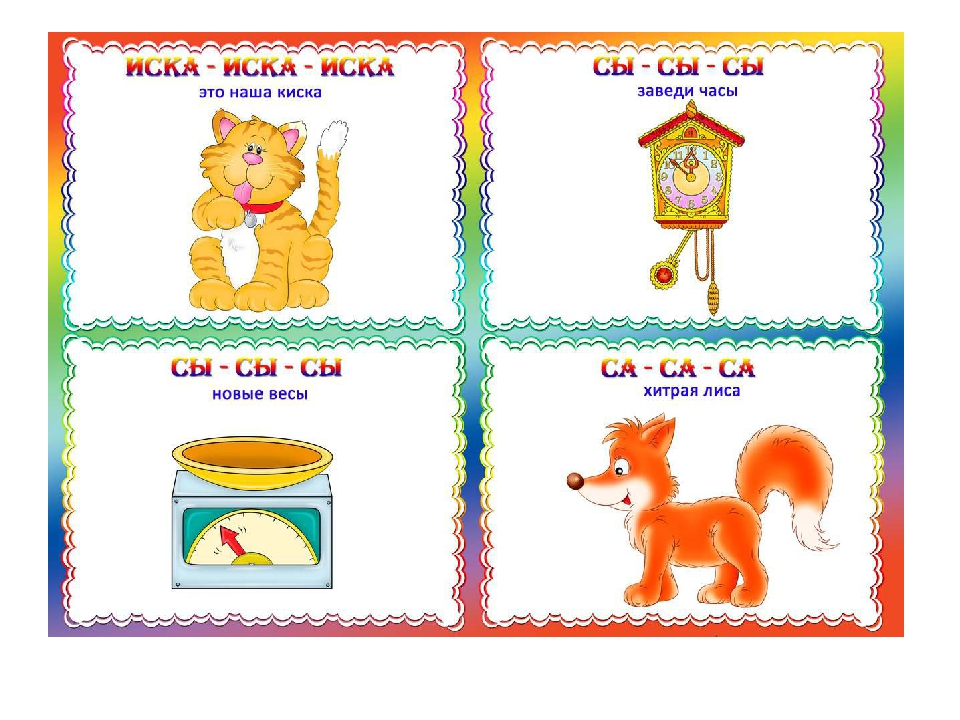 ИСКА - ИСКА - ИСКА
это наша киска
СЫ - СЫ - СЫ
заведи часы
СЫ - СЫ - СЫ
новые весы
СА - СА - СА
хитрая лиса